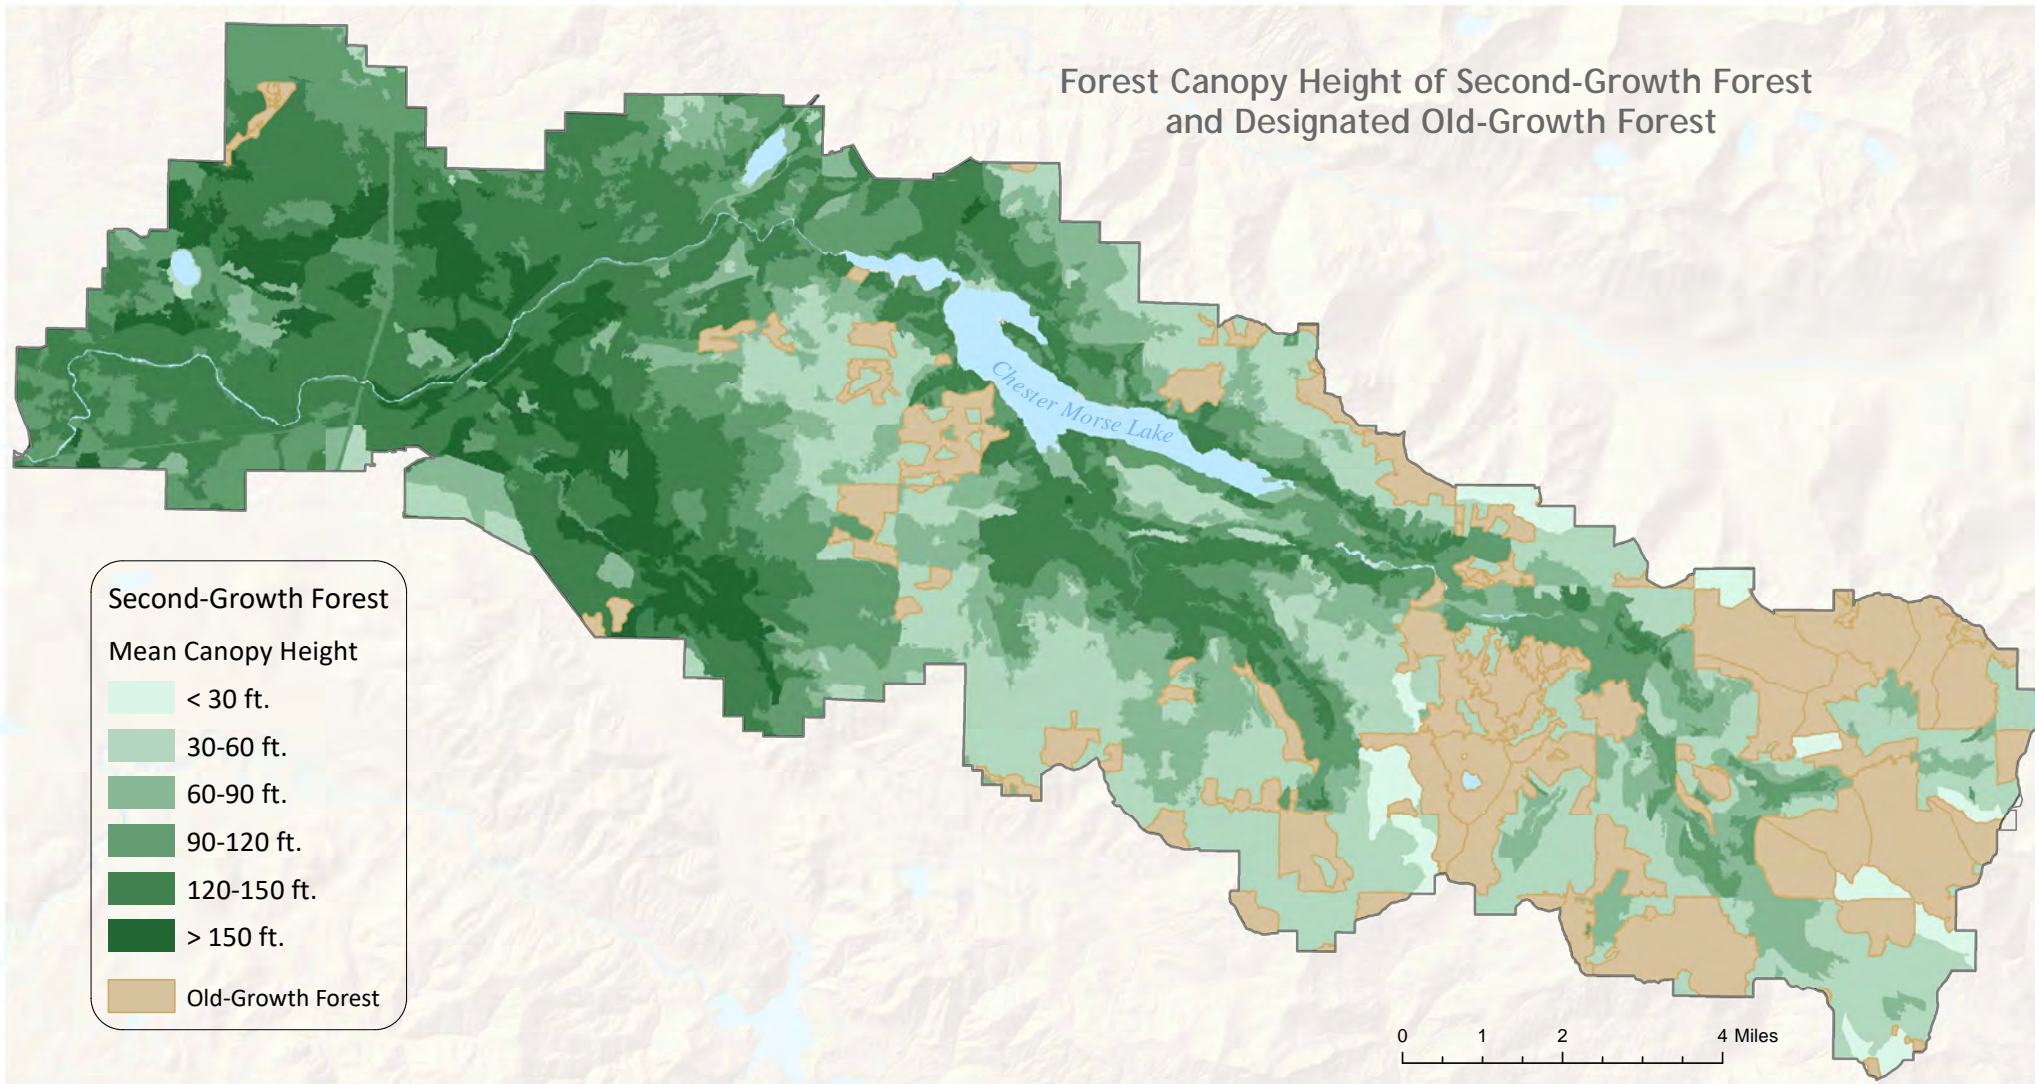 Forest Canopy Height of Second-Growth Forest
and Designated Old-Growth Forest
Chester Morse Lake
Second-Growth Forest
Mean Canopy Height
< 30 ft.
30-60 ft.
60-90 ft.
90-120 ft.
120-150 ft.
> 150 ft.
Old-Growth Forest
0 1 2 4 Miles